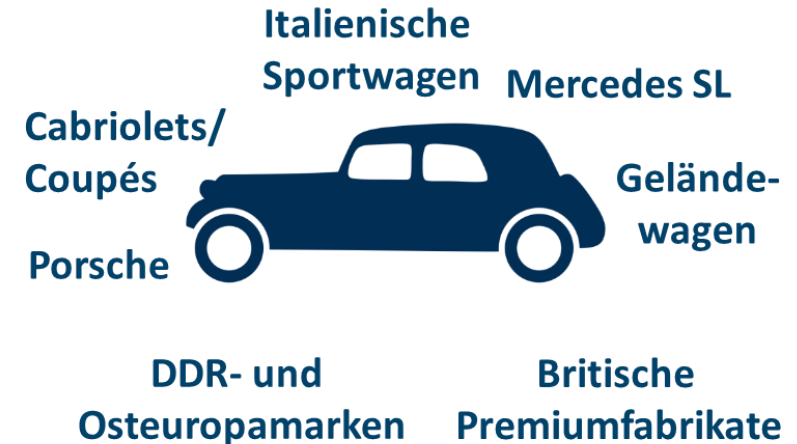 Italienische
Sportwagen
Mercedes SL
Cabriolets/
Coupés
Gelände-
wagen
Porsche
DDR- und
Osteuropamarken
Britische
Premiumfabrikate